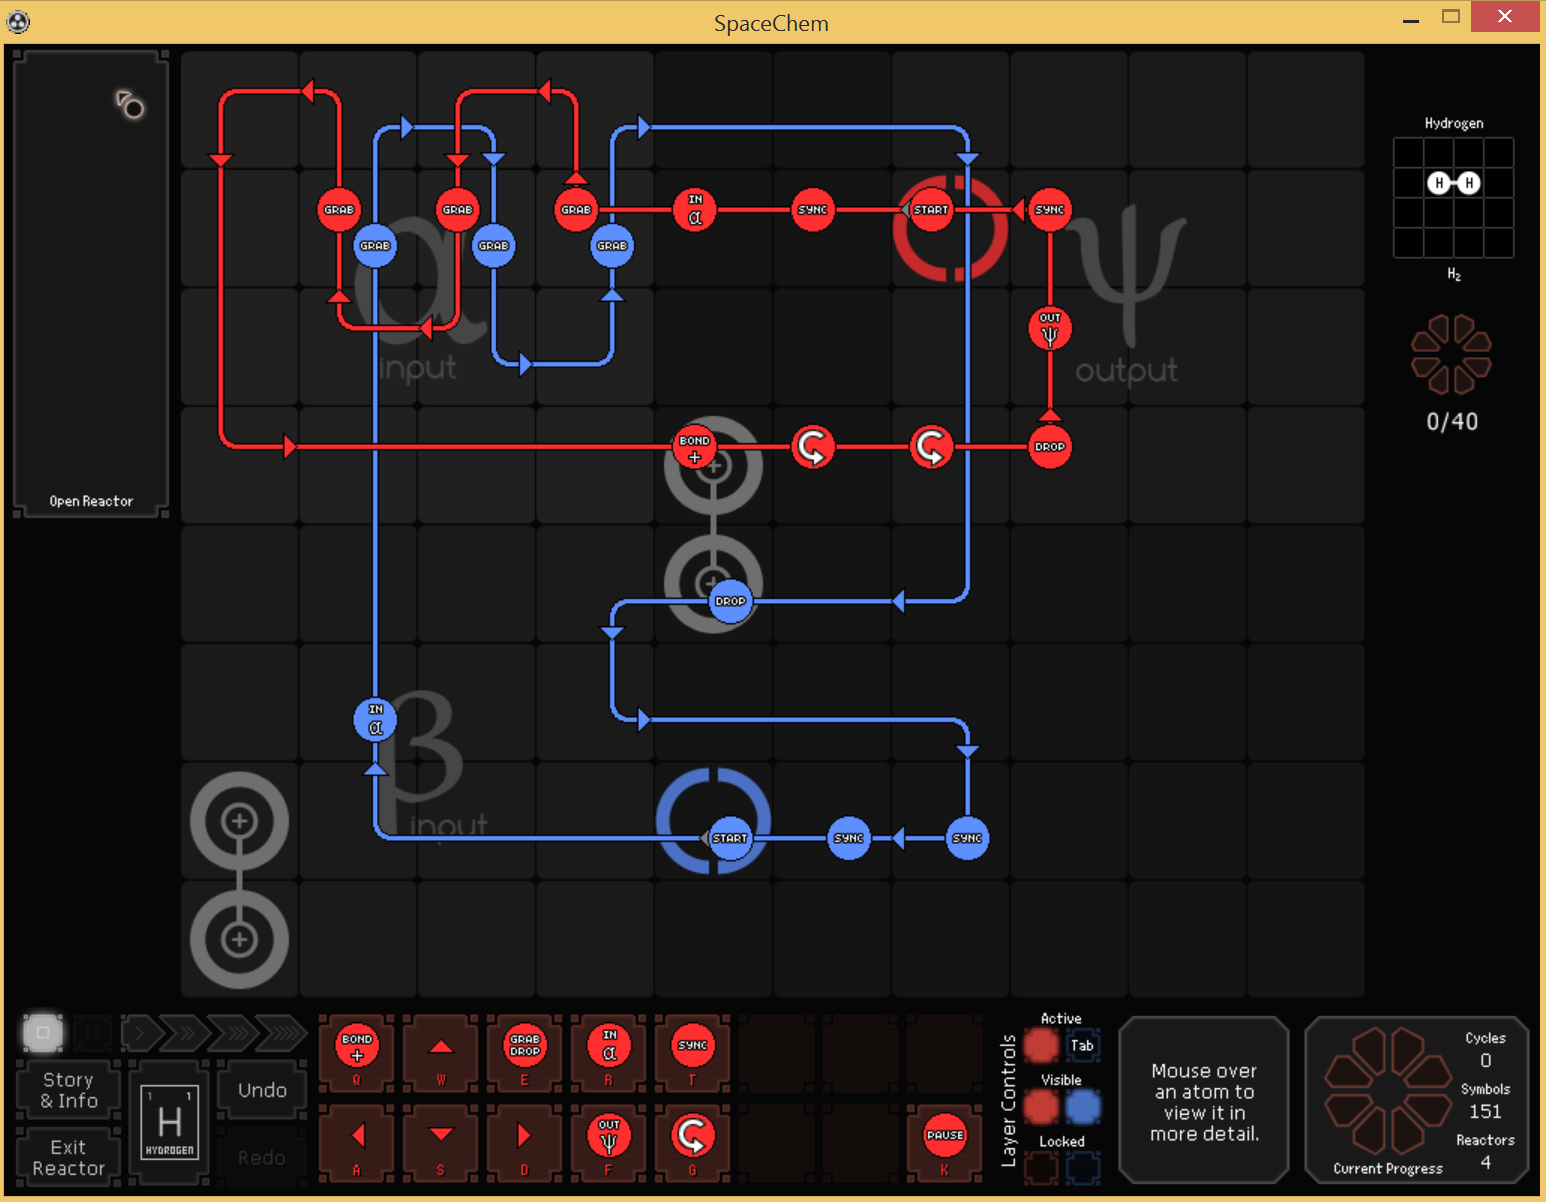 SpaceChem
Open Reactor
GRAB
GRAB
GRAB
IN
α
SYNC
START
SYNC
GRAB
GRAB
GRAB
α
input
OUT
ψ
ψ
output
BOND
+
DROP
DROP
IN
α
β
input
START
SYNC
SYNC
Hydrogen
H H
H2
0/40
Story
& Info
Exit
Reactor
1 1
H
HYDROGEN
Undo
Redo
BOND
+
Q
W
GRAB
DROP
E
IN
α
R
SYNC
T
A
S
D
OUT
ψ
F
G
PAUSE
K
Layer Controls
Active
Tab
Visible
Locked
Mouse over
an atom to
view it in
more detail.
Cycles
0
Symbols
151
Reactors
4
Current Progress